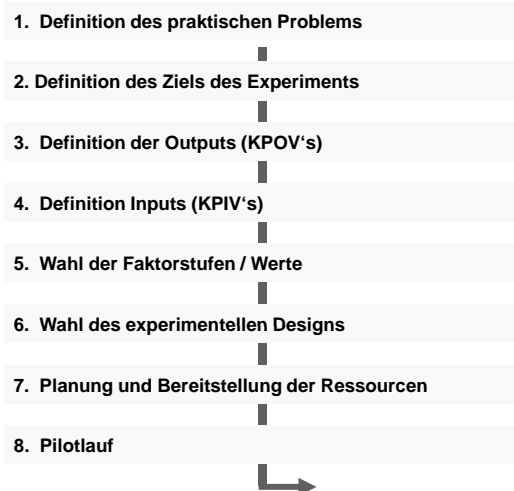 1. Definition des praktischen Problems
2. Definition des Ziels des Experiments
3. Definition der Outputs (KPOV‘s)
4. Definition Inputs (KPIV‘s)
5. Wahl der Faktorstufen / Werte
6. Wahl des experimentellen Designs
7. Planung und Bereitstellung der Ressourcen
8. Pilotlauf